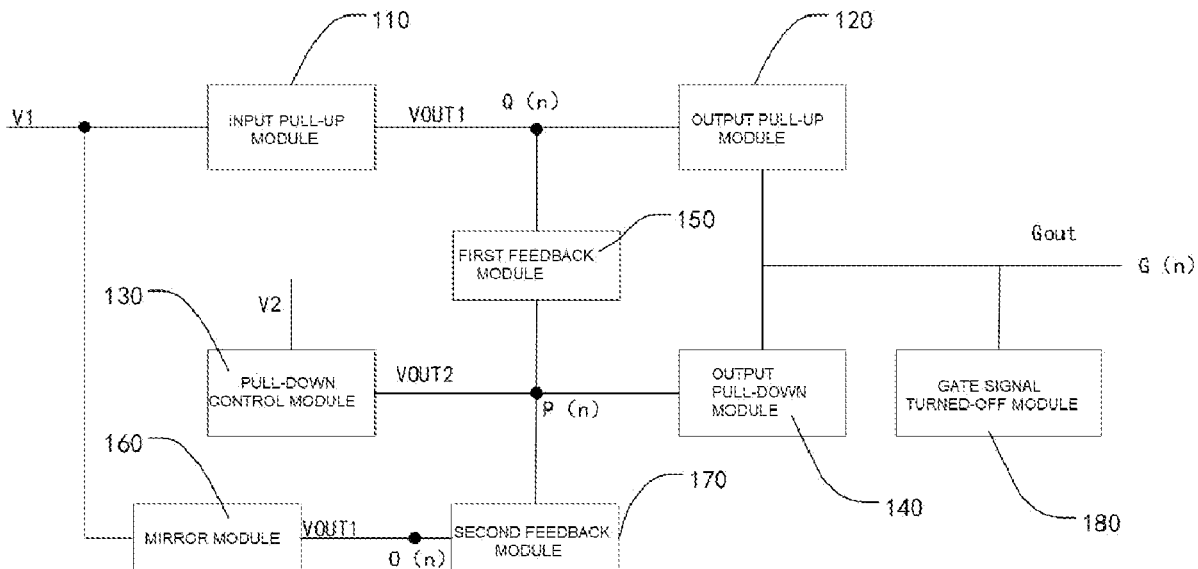 110
120
V1
INPUT PULL-UP
MODULE
VOUT1
Q (n)
OUTPUT PULL-UP
MODULE
150
FIRST FEEDBACK
MODULE
Gout
G (n)
130
V2
PULL-DOWN
CONTROL MODULE
VOUT2
P (n)
OUTPUT
PULL-DOWN
MODULE
GATE SIGNAL
TURNED-OFF MODULE
160
170
140
180
MIRROR MODULE
VOUT1
O (n)
SECOND FEEDBACK
MODULE